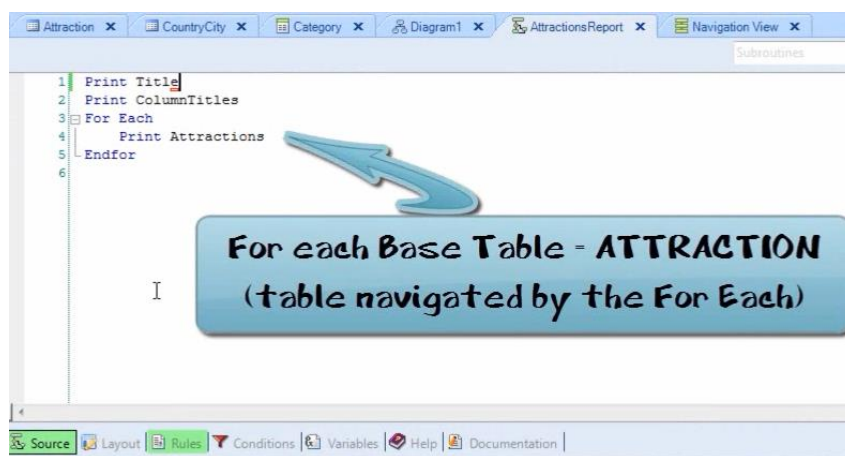 Attraction X CountryCity X Category X Diagram1 X AttractionsReport X Navigation View X
Subroutines
1 Print Title
2 Print ColumnTitles
3 For Each
4 Print Attractions
5 Endfor
6
For each Base Table - ATTRACTION
(table navigated by the For Each)
Source Layout Rules Conditions Variables Help Documentation